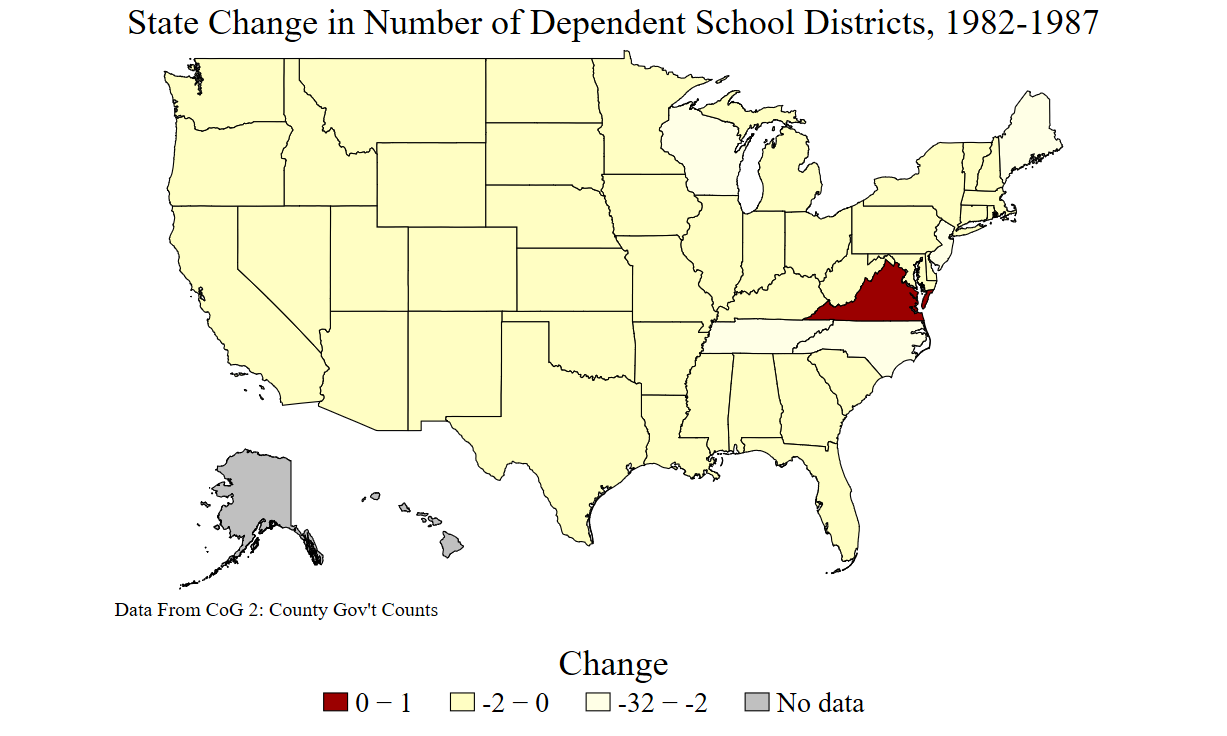 State Change in Number of Dependent School Districts, 1982-1987
Data From CoG 2: County Gov't Counts
Change
0 − 1
-2 − 0
-32 − -2
No data